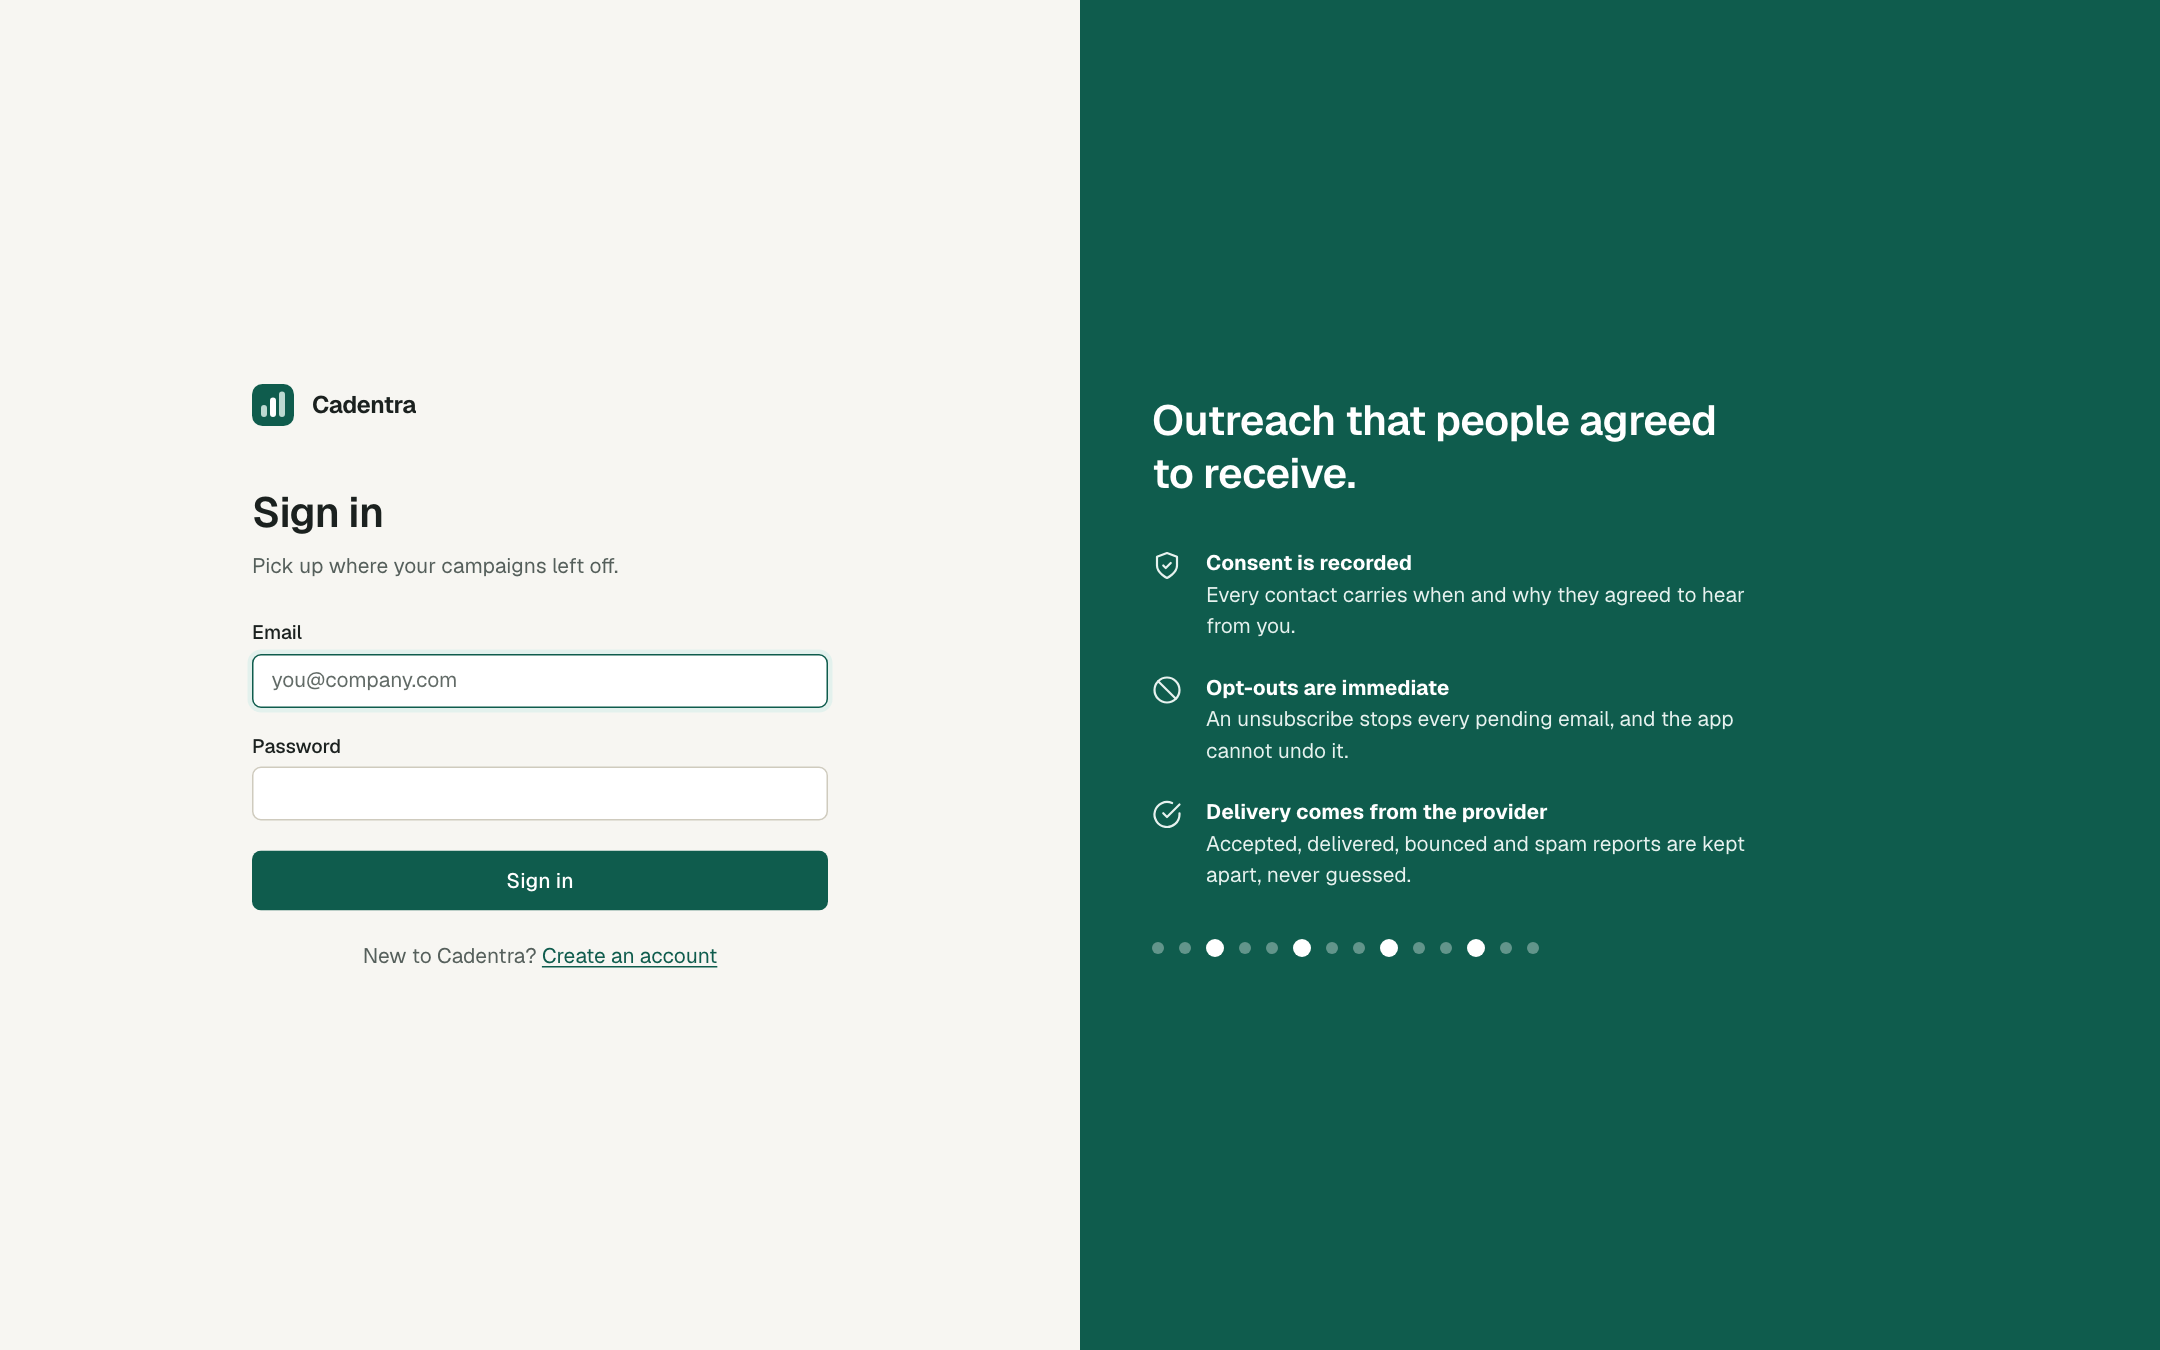 Cadentra
Sign in
Pick up where your campaigns left off.
Email
you@company.com
Password
Sign in
New to Cadentra? Create an account
Outreach that people agreed
to receive.
Consent is recorded
Every contact carries when and why they agreed to hear
from you.
Opt-outs are immediate
An unsubscribe stops every pending email, and the app
cannot undo it.
Delivery comes from the provider
Accepted, delivered, bounced and spam reports are kept
apart, never guessed.